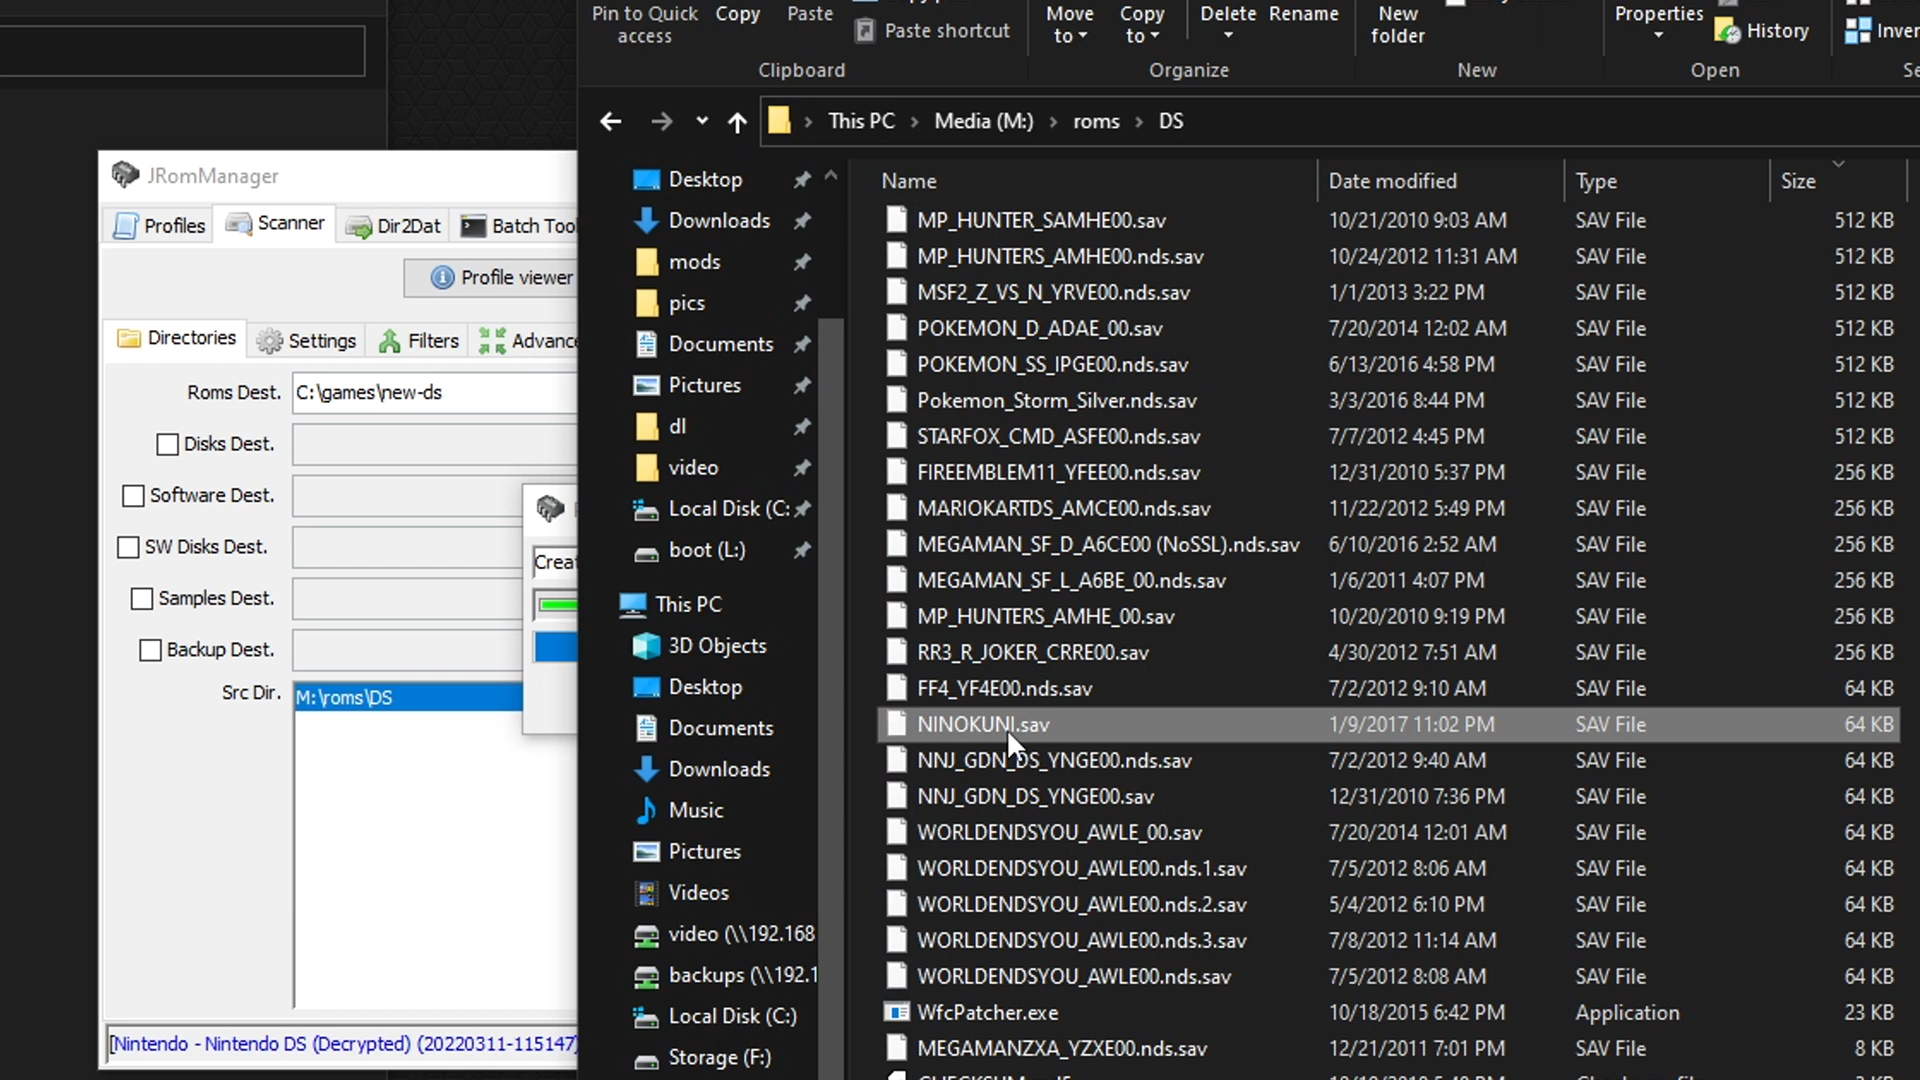 Pin to Quick access
Copy
Paste
Paste shortcut
Clipboard
Move to
Copy to
Delete
Rename
Organize
New folder
New
Properties
History
Open
Inver
This PC
Media (M:)
roms
DS
JRomManager
Profiles
Scanner
Dir2Dat
Batch Tool
Profile viewer
Directories
Settings
Filters
Advance
Roms Dest.
C:\games\new-ds
Disks Dest.
Software Dest.
SW Disks Dest.
Samples Dest.
Backup Dest.
Src Dir.
M:\roms\DS
Creat
[Nintendo - Nintendo DS (Decrypted) (20220311-115147)
Desktop
Downloads
mods
pics
Documents
Pictures
dl
video
Local Disk (C:
boot (L:)
This PC
3D Objects
Desktop
Documents
Downloads
Music
Pictures
Videos
video (\\192.168
backups (\\192.1
Local Disk (C:)
Storage (F:)
Name Date modified Type Size
MP_HUNTER_SAMHE00.sav 10/21/2010 9:03 AM SAV File 512 KB
MP_HUNTERS_AMHE00.nds.sav 10/24/2012 11:31 AM SAV File 512 KB
MSF2_Z_VS_N_YRVE00.nds.sav 1/1/2013 3:22 PM SAV File 512 KB
POKEMON_D_ADAE_00.sav 7/20/2014 12:02 AM SAV File 512 KB
POKEMON_SS_IPGE00.nds.sav 6/13/2016 4:58 PM SAV File 512 KB
Pokemon_Storm_Silver.nds.sav 3/3/2016 8:44 PM SAV File 512 KB
STARFOX_CMD_ASFE00.nds.sav 7/7/2012 4:45 PM SAV File 512 KB
FIREEMBLEM11_YFEE00.nds.sav 12/31/2010 5:37 PM SAV File 256 KB
MARIOKARTDS_AMCE00.nds.sav 11/22/2012 5:49 PM SAV File 256 KB
MEGAMAN_SF_D_A6CE00 (NoSSL).nds.sav 6/10/2016 2:52 AM SAV File 256 KB
MEGAMAN_SF_L_A6BE_00.nds.sav 1/6/2011 4:07 PM SAV File 256 KB
MP_HUNTERS_AMHE_00.sav 10/20/2010 9:19 PM SAV File 256 KB
RR3_R_JOKER_CRRE00.sav 4/30/2012 7:51 AM SAV File 256 KB
FF4_YF4E00.nds.sav 7/2/2012 9:10 AM SAV File 64 KB
NINOKUNI.sav 1/9/2017 11:02 PM SAV File 64 KB
NNJ_GDN_DS_YNGE00.nds.sav 7/2/2012 9:40 AM SAV File 64 KB
NNJ_GDN_DS_YNGE00.sav 12/31/2010 7:36 PM SAV File 64 KB
WORLDENDSYOU_AWLE_00.sav 7/20/2014 12:01 AM SAV File 64 KB
WORLDENDSYOU_AWLE00.nds.1.sav 7/5/2012 8:06 AM SAV File 64 KB
WORLDENDSYOU_AWLE00.nds.2.sav 5/4/2012 6:10 PM SAV File 64 KB
WORLDENDSYOU_AWLE00.nds.3.sav 7/8/2012 11:14 AM SAV File 64 KB
WORLDENDSYOU_AWLE00.nds.sav 7/5/2012 8:08 AM SAV File 64 KB
WfcPatcher.exe 10/18/2015 6:42 PM Application 23 KB
MEGAMANZXA_YZXE00.nds.sav 12/21/2011 7:01 PM SAV File 8 KB